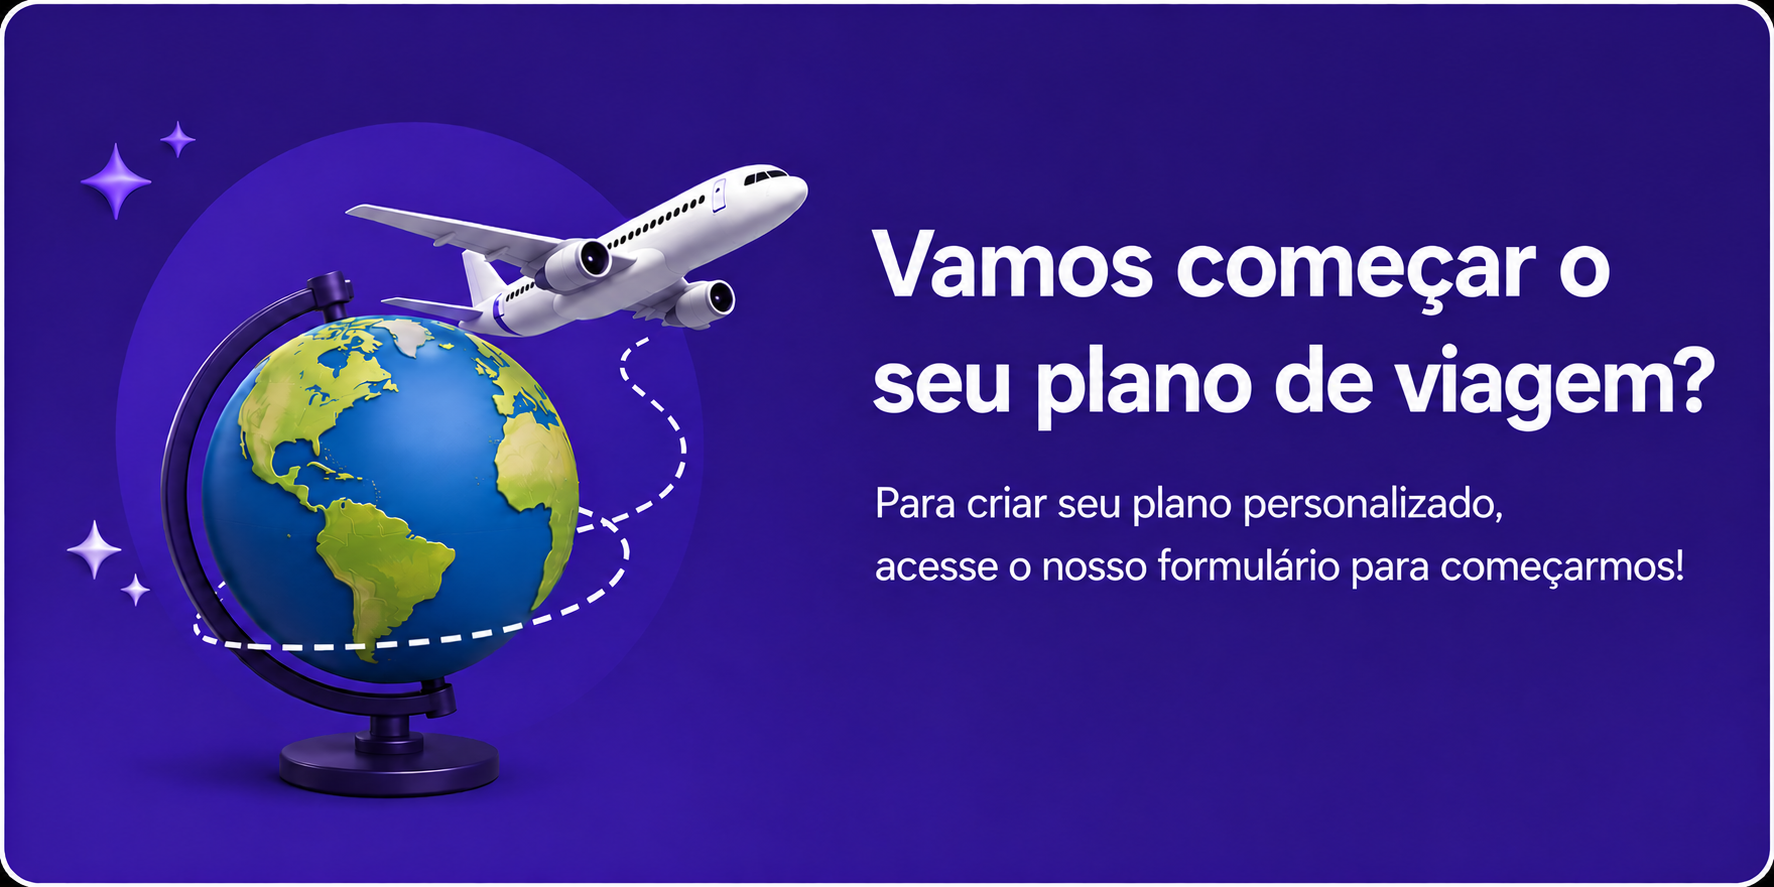 Vamos começar o
seu plano de viagem?
Para criar seu plano personalizado,
acesse o nosso formulário para começarmos!